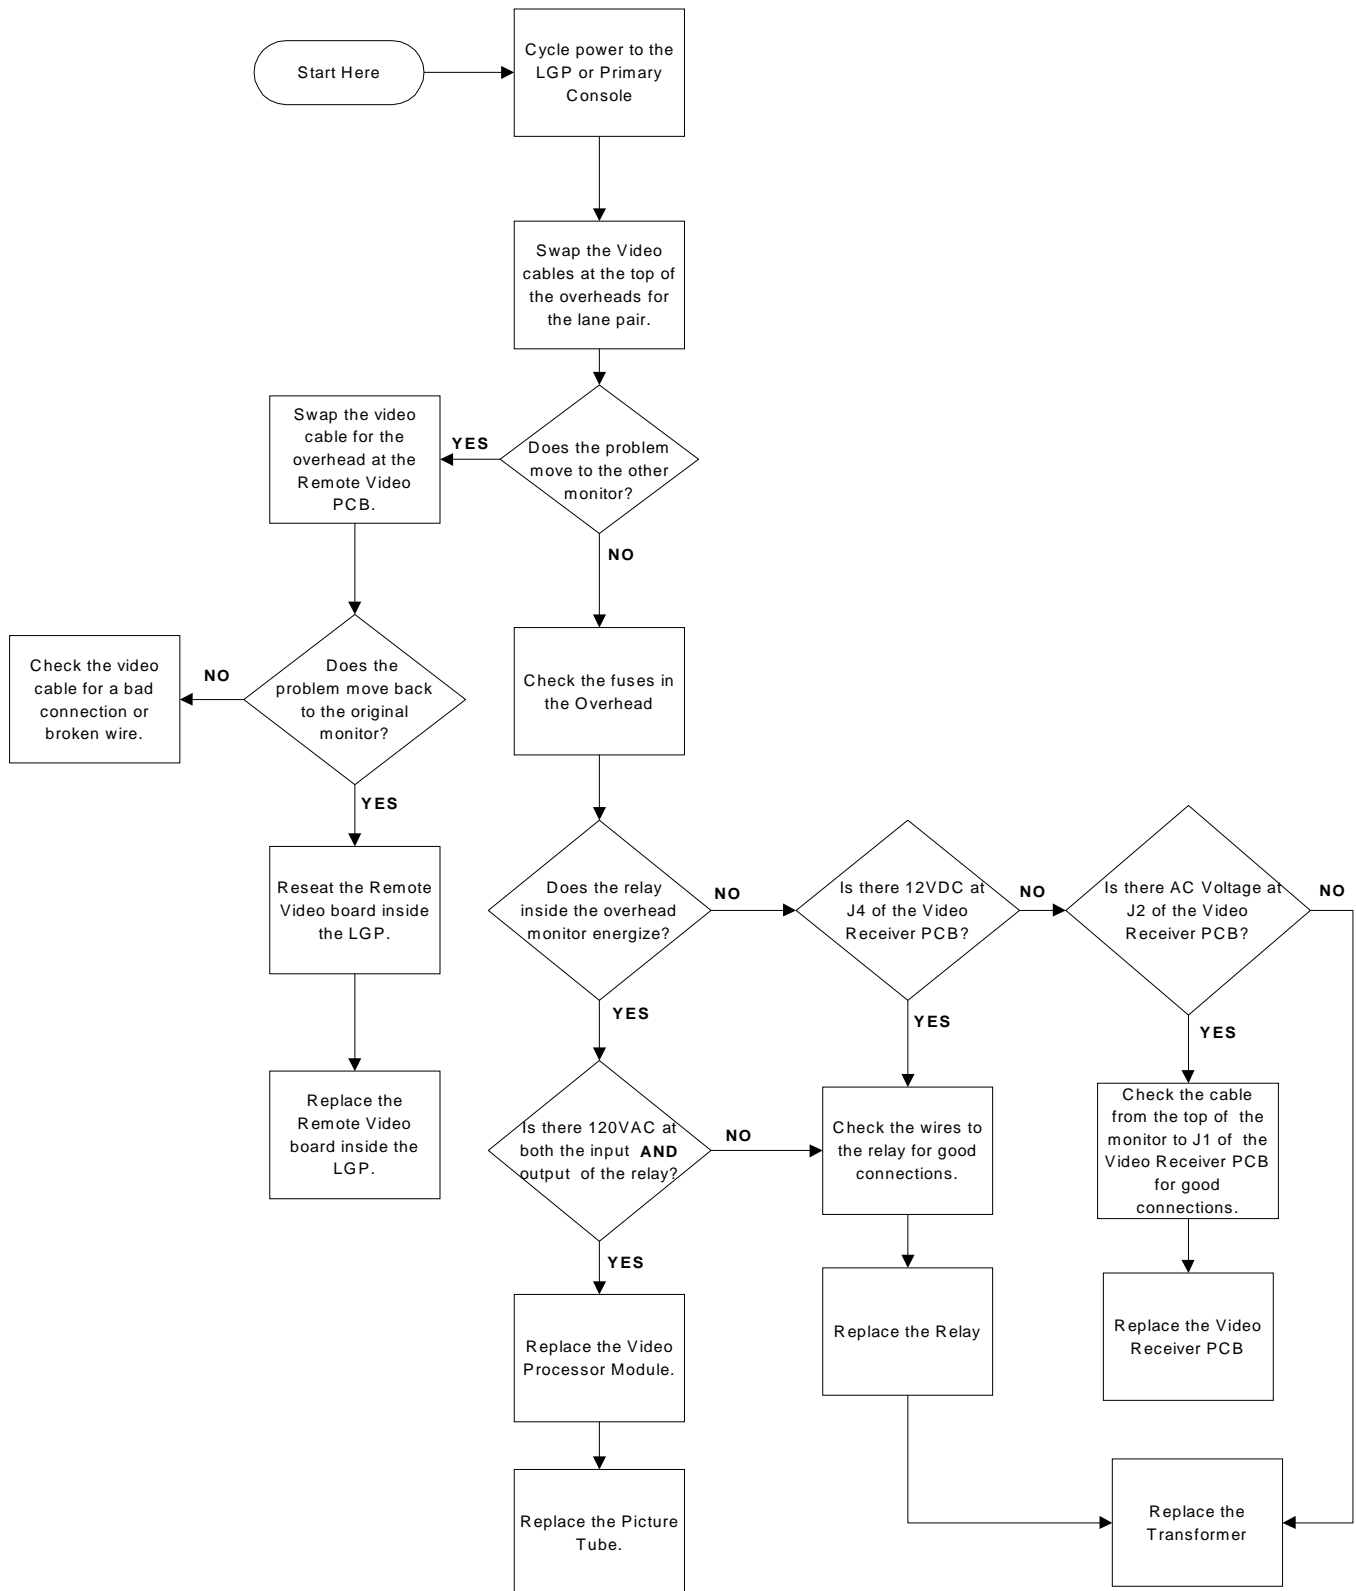 Start Here
Cycle power to the
LGP or Primary
Console
Swap the Video
cables at the top of
the overheads for
the lane pair.
Does the problem
move to the other
monitor?
YES
Swap the video
cable for the
overhead at the
Remote Video
PCB.
NO
Does the
problem move back
to the original
monitor?
NO
Check the video
cable for a bad
connection or
broken wire.
YES
Reseat the Remote
Video board inside
the LGP.
Replace the
Remote Video
board inside the
LGP.
Check the fuses in
the Overhead
Does the relay
inside the overhead
monitor energize?
NO
Is there 12VDC at
J4 of the Video
Receiver PCB?
NO
Is there AC Voltage at
J2 of the Video
Receiver PCB?
NO
YES
YES
YES
Is there 120VAC at
both the input AND
output of the relay?
NO
Check the wires to
the relay for good
connections.
Check the cable
from the top of the
monitor to J1 of the
Video Receiver PCB
for good
connections.
YES
Replace the Video
Processor Module.
Replace the Relay
Replace the Video
Receiver PCB
Replace the Picture
Tube.
Replace the
Transformer